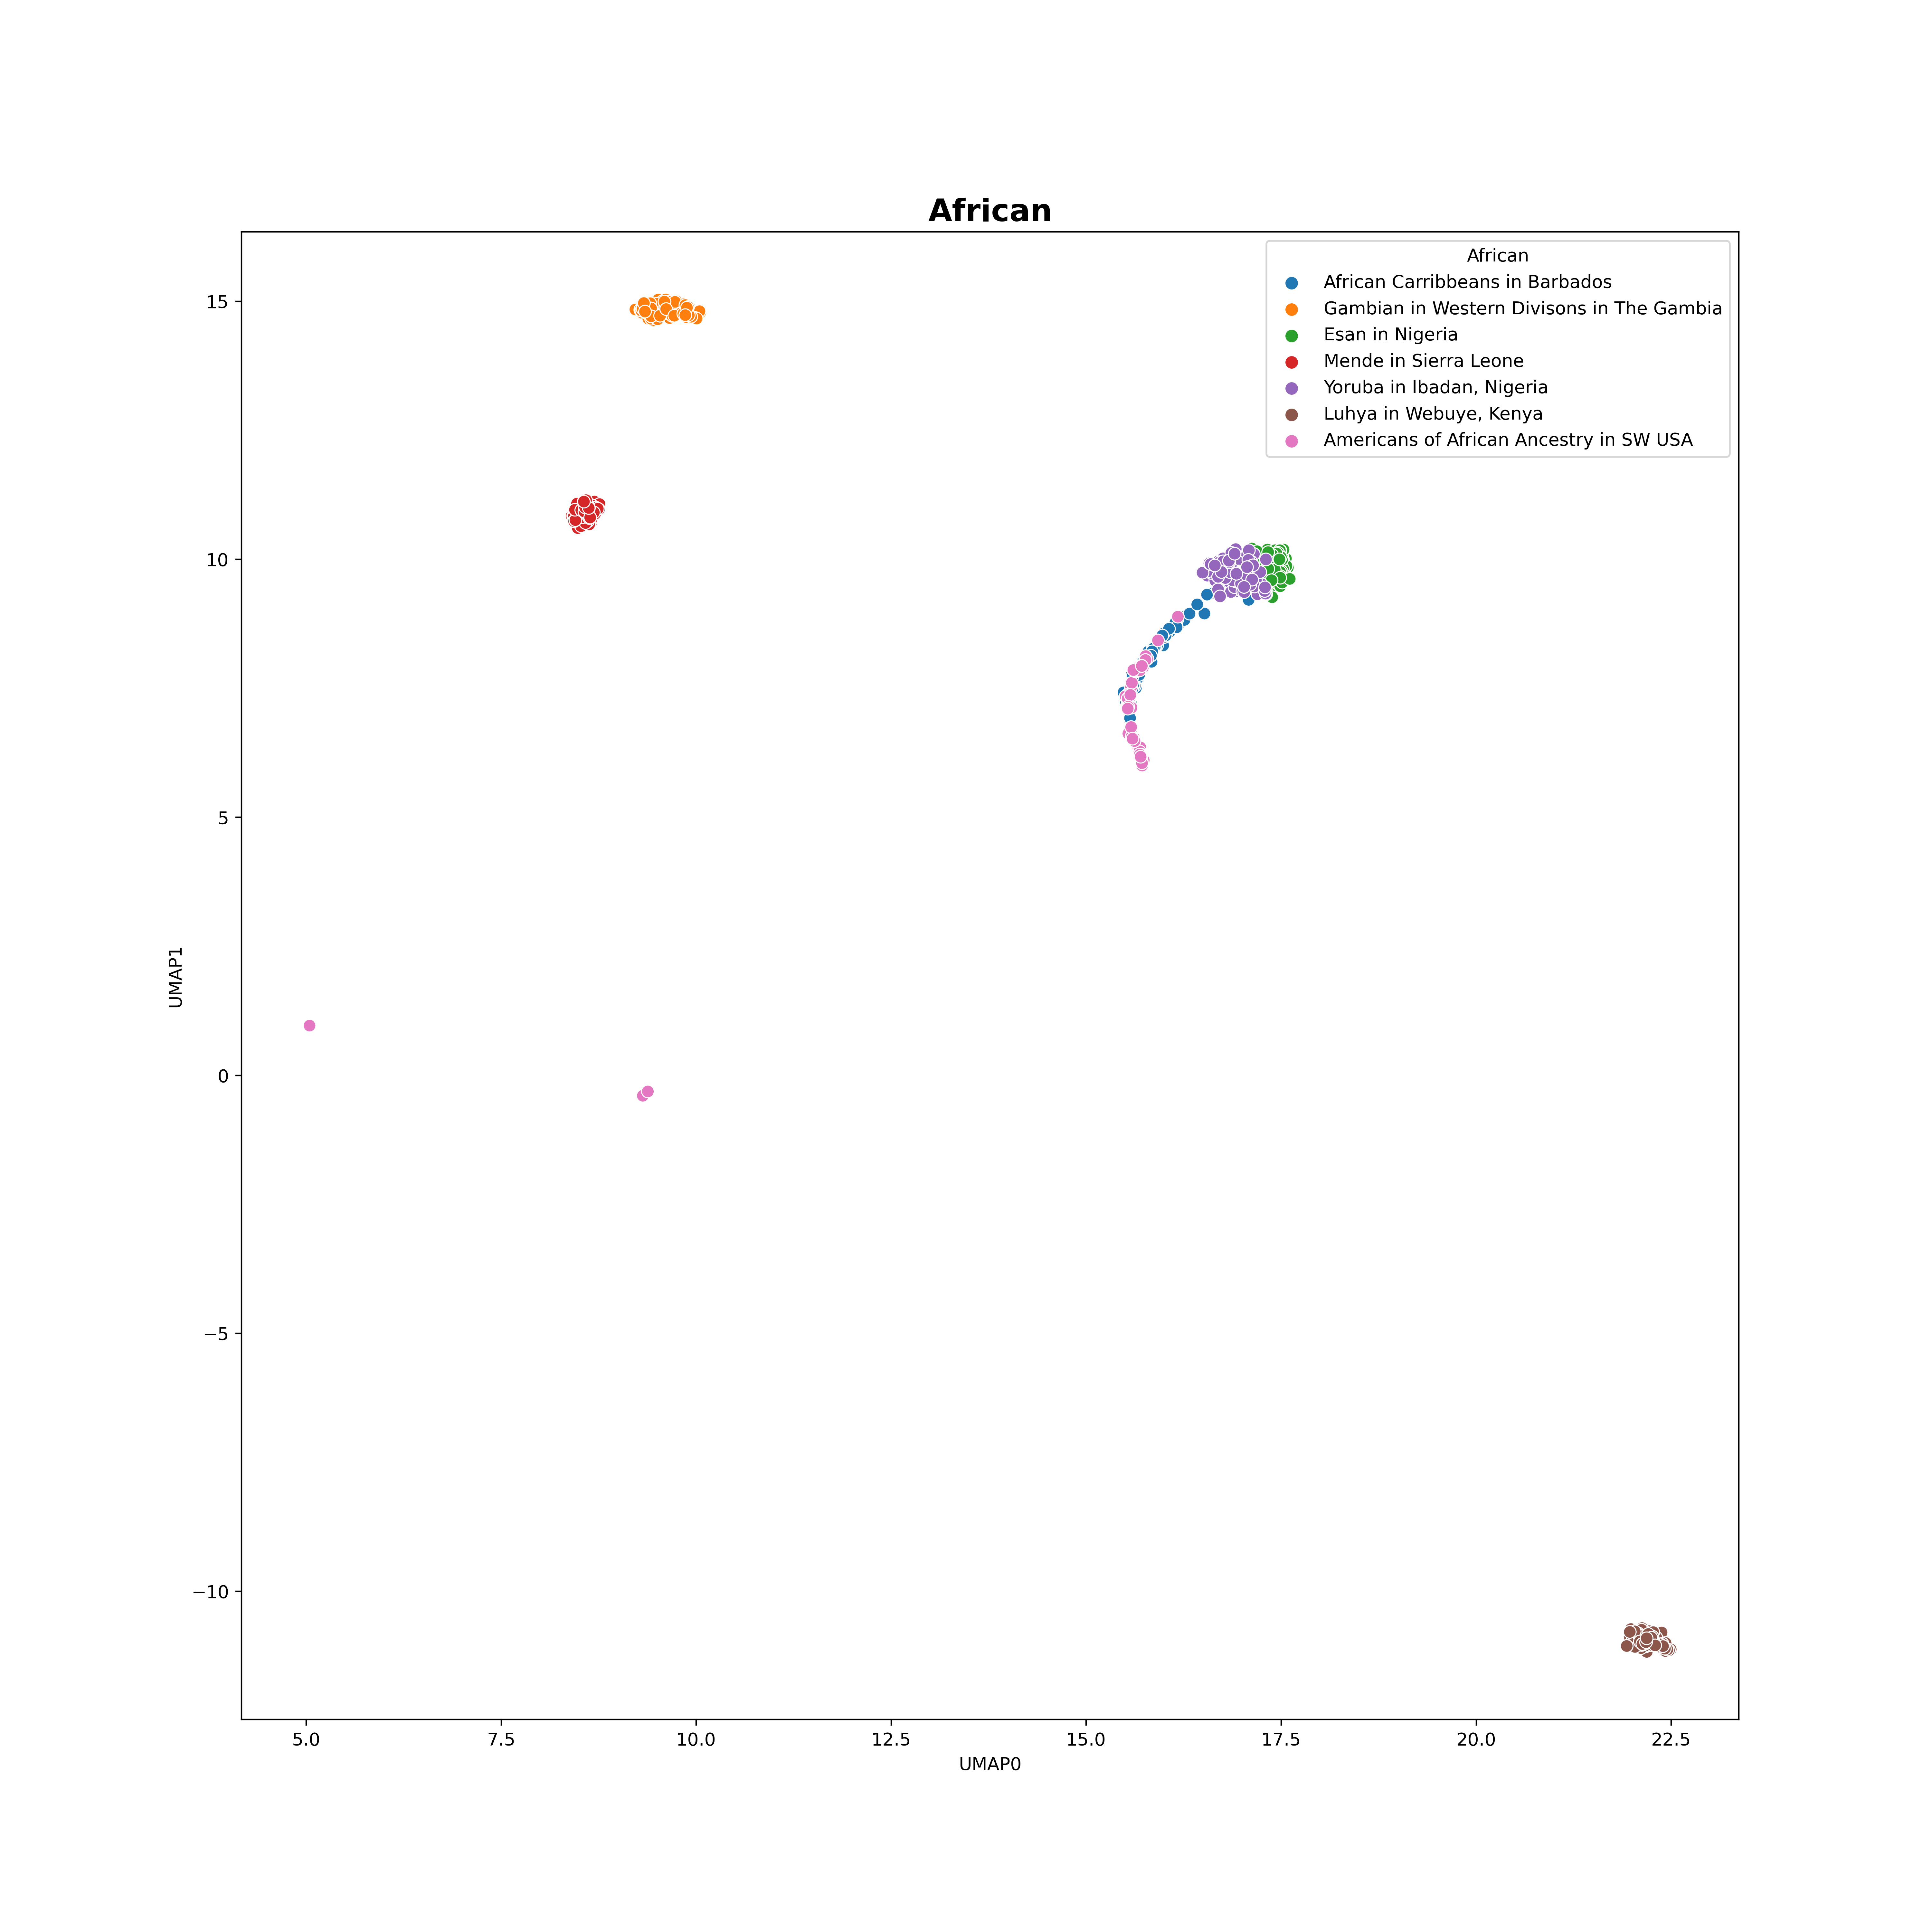 African
African
African Carribbeans in Barbados
Gambian in Western Divisons in The Gambia
Esan in Nigeria
Mende in Sierra Leone
Yoruba in Ibadan, Nigeria
Luhya in Webuye, Kenya
Americans of African Ancestry in SW USA
15
10
5
0
−5
−10
UMAP1
5.0 7.5 10.0 12.5 15.0 17.5 20.0 22.5
UMAP0